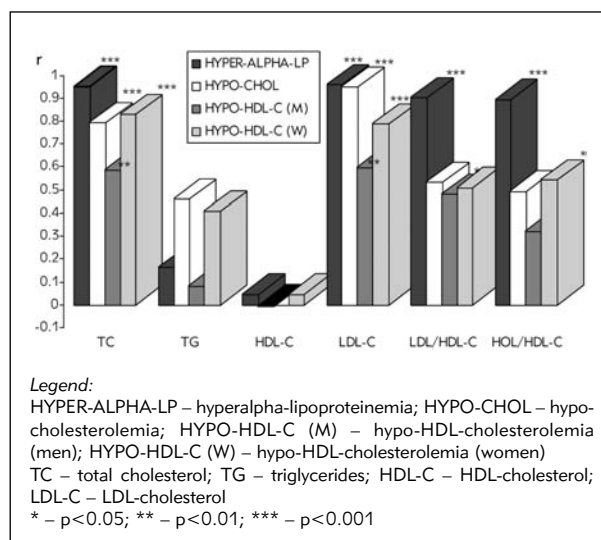 r
***
***
***
***
***
***
***
HYPER-ALPHA-LP
HYPO-CHOL
HYPO-HDL-C (M)
HYPO-HDL-C (W)
***
**
**
*
*
1
0.9
0.8
0.7
0.6
0.5
0.4
0.3
0.2
0.1
0
-0.1
TC TG HDL-C LDL-C LDL/HDL-C HOL/HDL-C
Legend:
HYPER-ALPHA-LP – hyperalpha-lipoproteinemia; HYPO-CHOL – hypo-
cholesterolemia; HYPO-HDL-C (M) – hypo-HDL-cholesterolemia
(men); HYPO-HDL-C (W) – hypo-HDL-cholesterolemia (women)
TC – total cholesterol; TG – triglycerides; HDL-C – HDL-cholesterol;
LDL-C – LDL-cholesterol
* – p<0.05; ** – p<0.01; *** – p<0.001